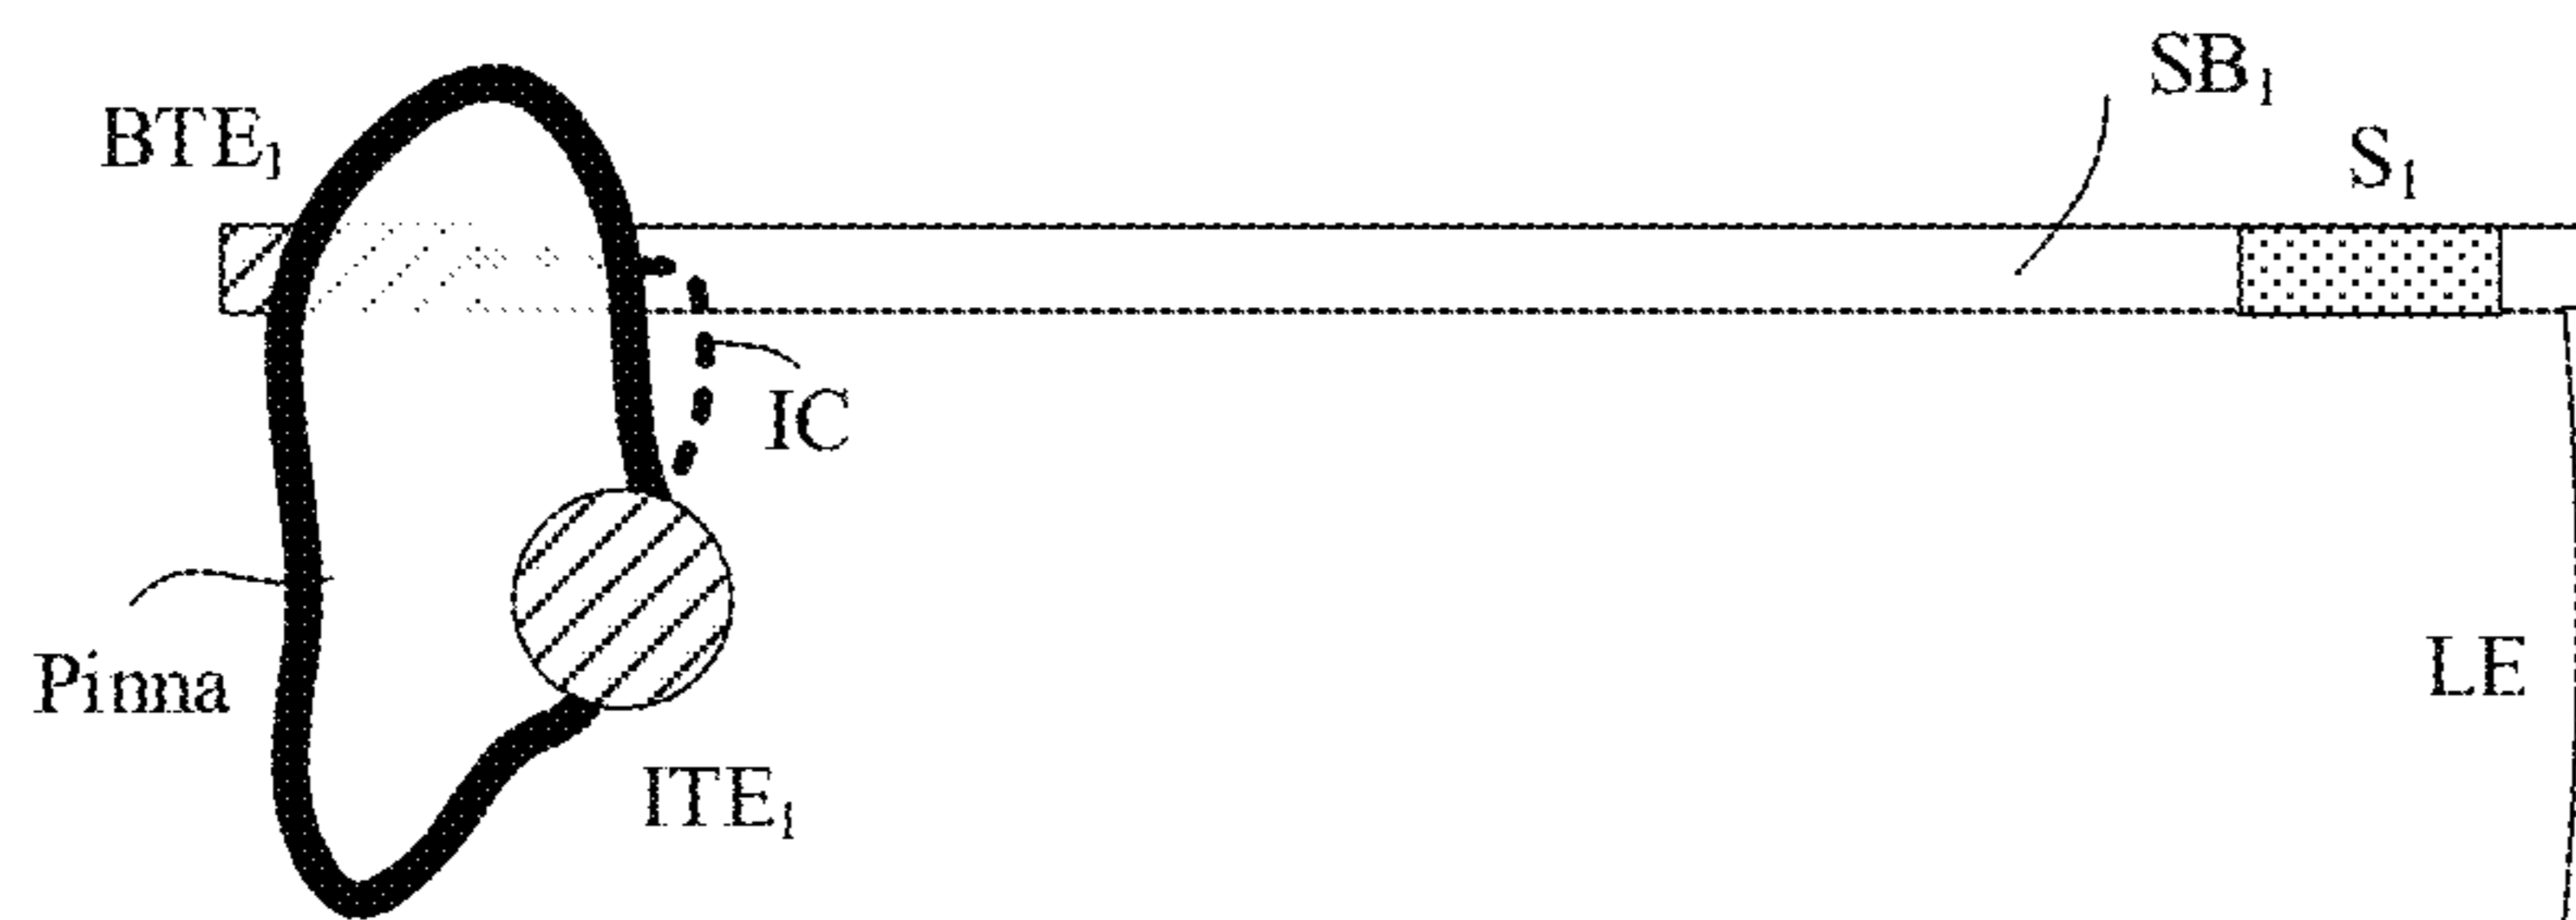 SB₁
BTE₁
S₁
IC
Pinna
LE
ITE₁